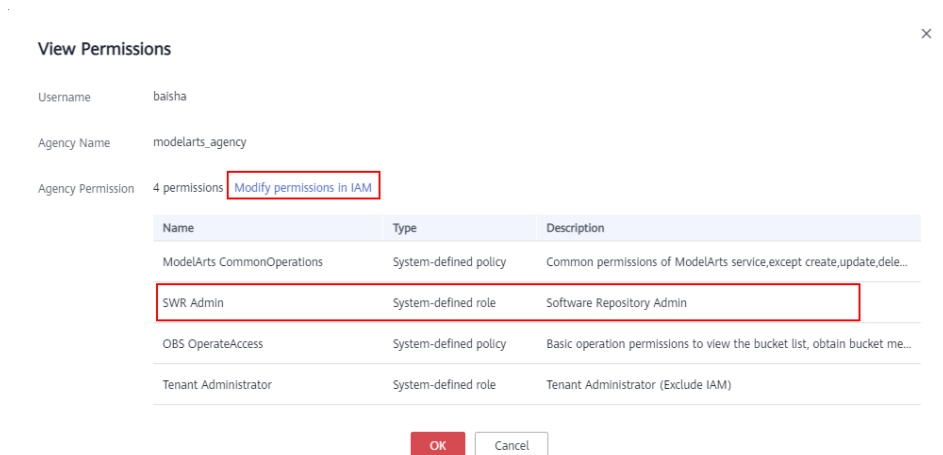 View Permissions
Username baisha
Agency Name modelarts_agency
Agency Permission 4 permissions Modify permissions in IAM
Name Type Description
ModelArts CommonOperations System-defined policy Common permissions of ModelArts service,except create,update,dele...
SWR Admin System-defined role Software Repository Admin
OBS OperateAccess System-defined policy Basic operation permissions to view the bucket list, obtain bucket me...
Tenant Administrator System-defined role Tenant Administrator (Exclude IAM)
OK Cancel